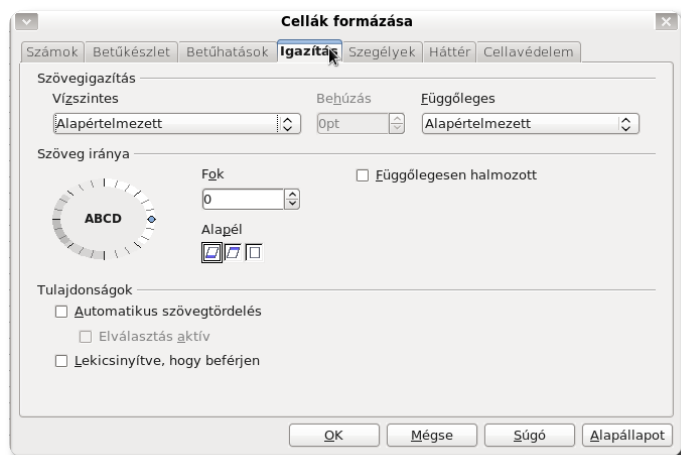 Cellák formázása
Számok Betűkészlet Betűhatások Igazítás Szegélyek Háttér Cellavédelem
Szövegigazítás
Vízszintes Behúzás Függőleges
Alapértelmezett 0pt Alapértelmezett
Szöveg iránya
Fok Függőlegesen halmozott
0
ABCD
Alapél
Tulajdonságok
Automatikus szövegtördelés
Elválasztás aktív
Lekicsinyítve, hogy beférjen
OK Mégse Súgó Alapállapot